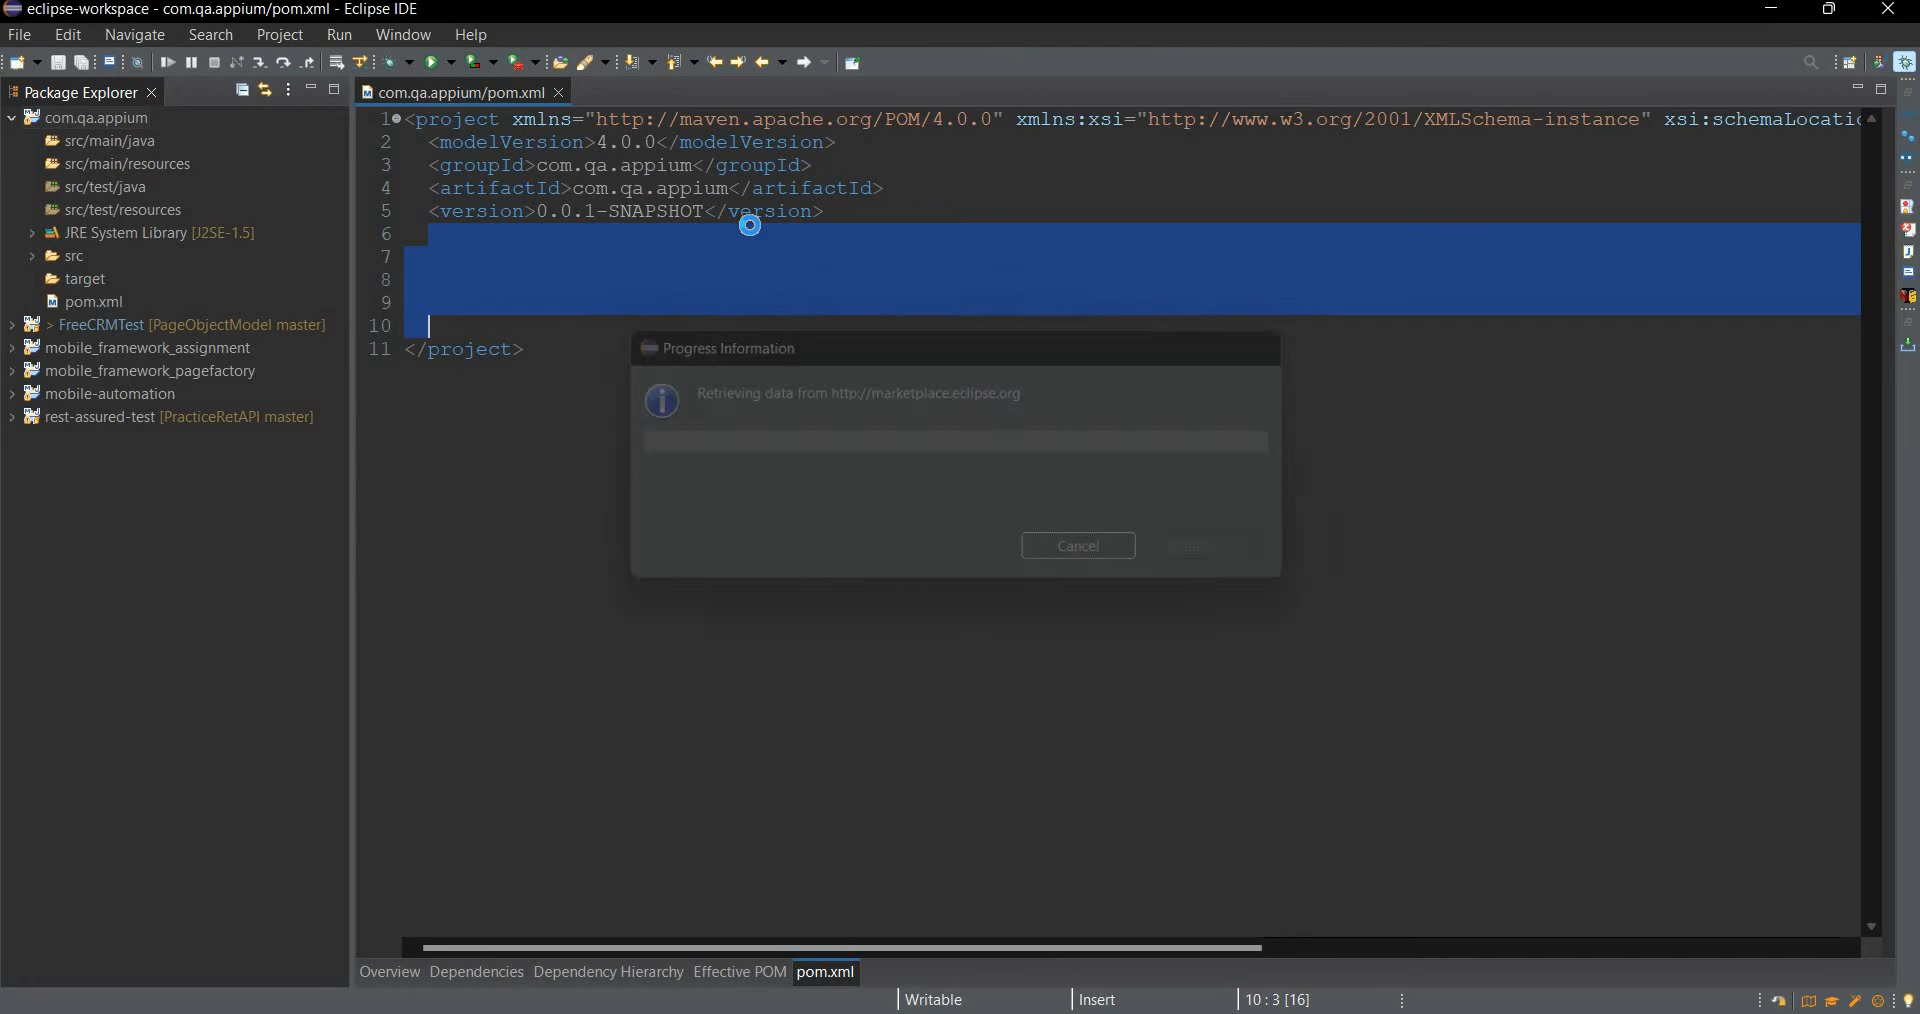 eclipse-workspace - com.qa.appium/pom.xml - Eclipse IDE
File Edit Navigate Search Project Run Window Help
Package Explorer
com.qa.appium/pom.xml
com.qa.appium
src/main/java
src/main/resources
src/test/java
src/test/resources
JRE System Library [J2SE-1.5]
src
target
pom.xml
> FreeCRMTest [PageObjectModel master]
mobile_framework_assignment
mobile_framework_pagefactory
mobile-automation
rest-assured-test [PracticeRetAPI master]
1 <project xmlns="http://maven.apache.org/POM/4.0.0" xmlns:xsi="http://www.w3.org/2001/XMLSchema-instance" xsi:schemaLocatio
2 <modelVersion>4.0.0</modelVersion>
3 <groupId>com.qa.appium</groupId>
4 <artifactId>com.qa.appium</artifactId>
5 <version>0.0.1-SNAPSHOT</version>
6
7
8
9
10
11 </project>
Progress Information
Retrieving data from http://marketplace.eclipse.org
Cancel
Overview Dependencies Dependency Hierarchy Effective POM pom.xml
Writable Insert 10 : 3 [16]